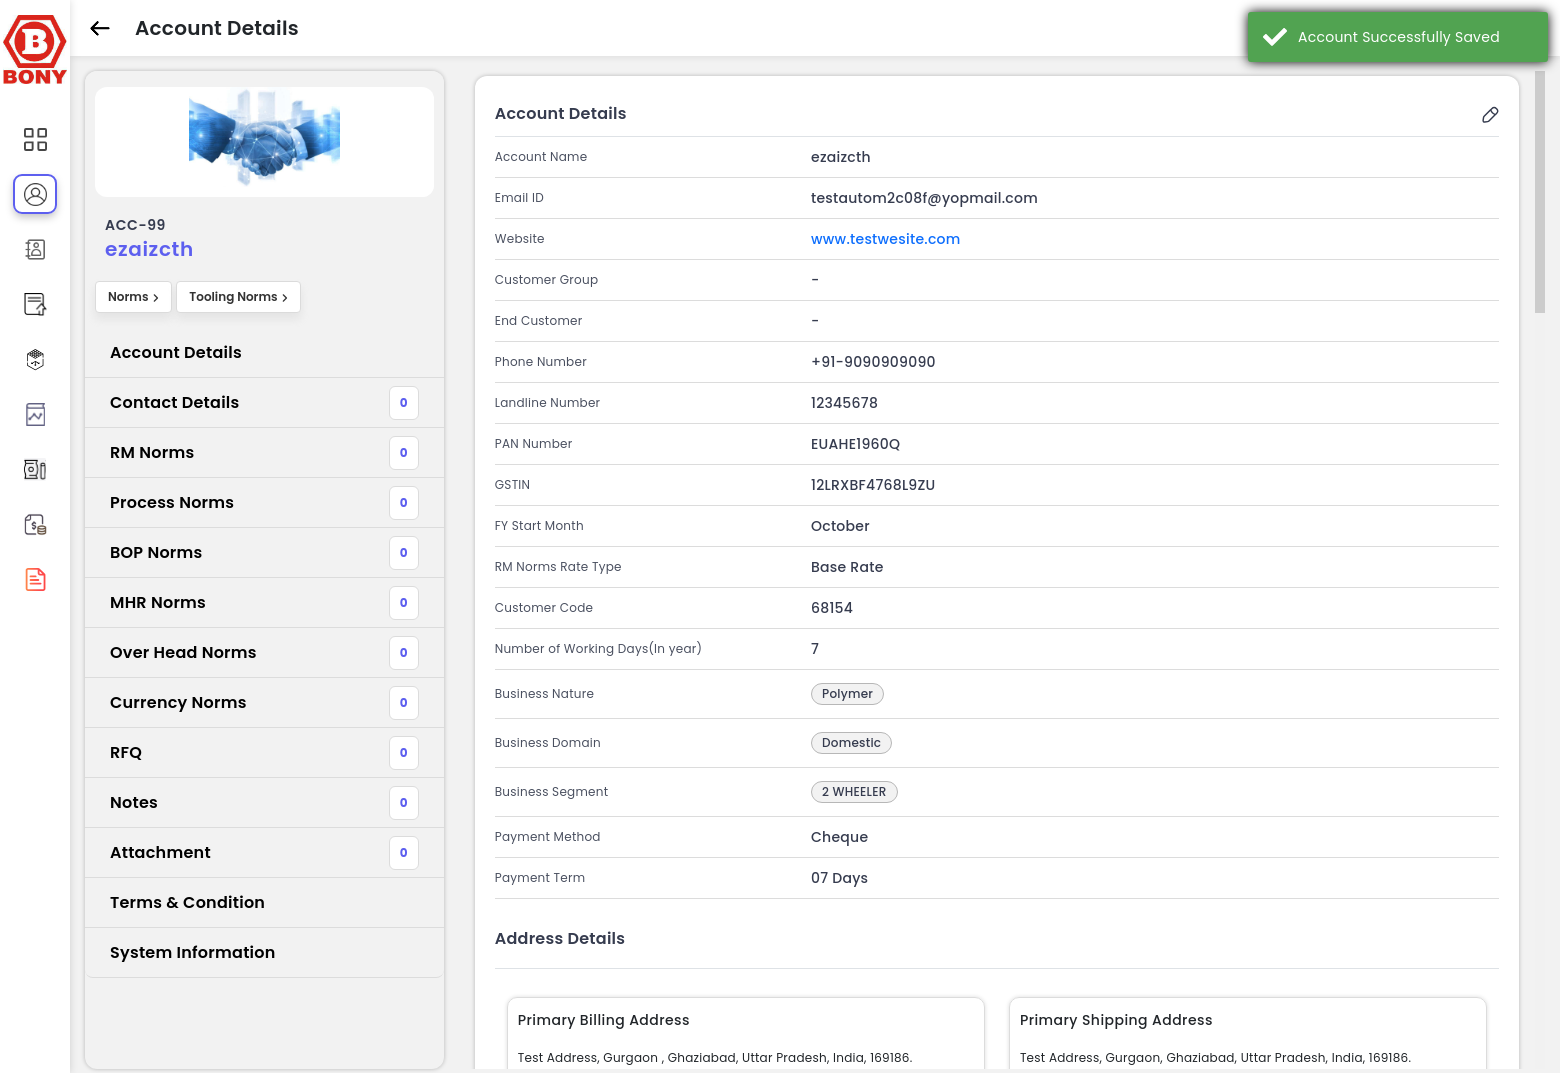 Account Details
Account Successfully Saved
B
BONY
ACC-99
ezaizcth
Norms
Tooling Norms
Account Details
Contact Details 0
RM Norms 0
Process Norms 0
BOP Norms 0
MHR Norms 0
Over Head Norms 0
Currency Norms 0
RFQ 0
Notes 0
Attachment 0
Terms & Condition
System Information
Account Details
Account Name ezaizcth
Email ID testautom2c08f@yopmail.com
Website www.testwesite.com
Customer Group -
End Customer -
Phone Number +91-9090909090
Landline Number 12345678
PAN Number EUAHE1960Q
GSTIN 12LRXBF4768L9ZU
FY Start Month October
RM Norms Rate Type Base Rate
Customer Code 68154
Number of Working Days(In year) 7
Business Nature Polymer
Business Domain Domestic
Business Segment 2 WHEELER
Payment Method Cheque
Payment Term 07 Days
Address Details
Primary Billing Address
Test Address, Gurgaon , Ghaziabad, Uttar Pradesh, India, 169186.
Primary Shipping Address
Test Address, Gurgaon, Ghaziabad, Uttar Pradesh, India, 169186.